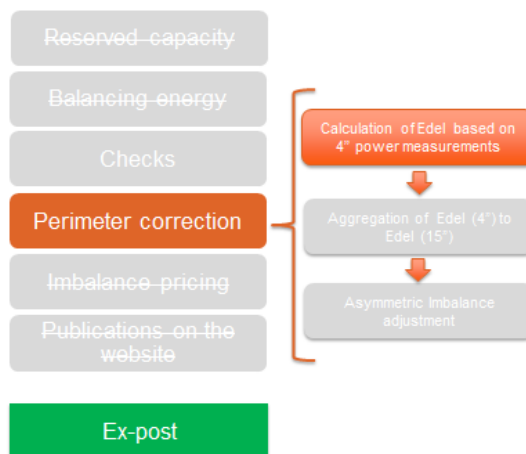 Reserved capacity
Balancing energy
Checks
Perimeter correction
Imbalance pricing
Publications on the
website
Ex-post
Calculation of Edel based on
4" power measurements
Aggregation of Edel (4") to
Edel (15")
Asymmetric Imbalance
adjustment